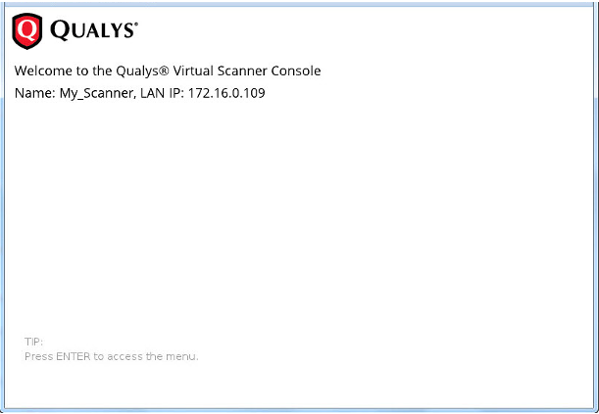 QUALYS®
Welcome to the Qualys® Virtual Scanner Console
Name: My_Scanner, LAN IP: 172.16.0.109
TIP:
Press ENTER to access the menu.